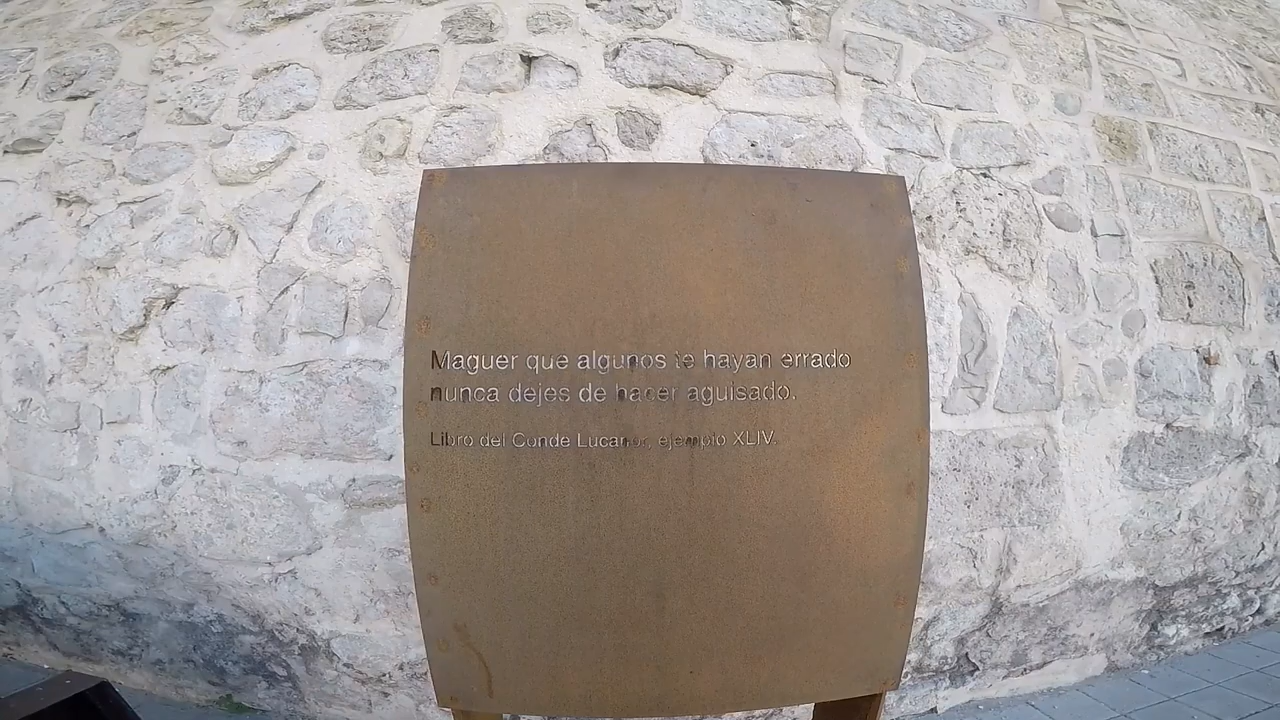 Maguer que algunos te hayan errado
nunca dejes de hacer aguisado.
Libro del Conde Lucanor, ejemplo XLIV.